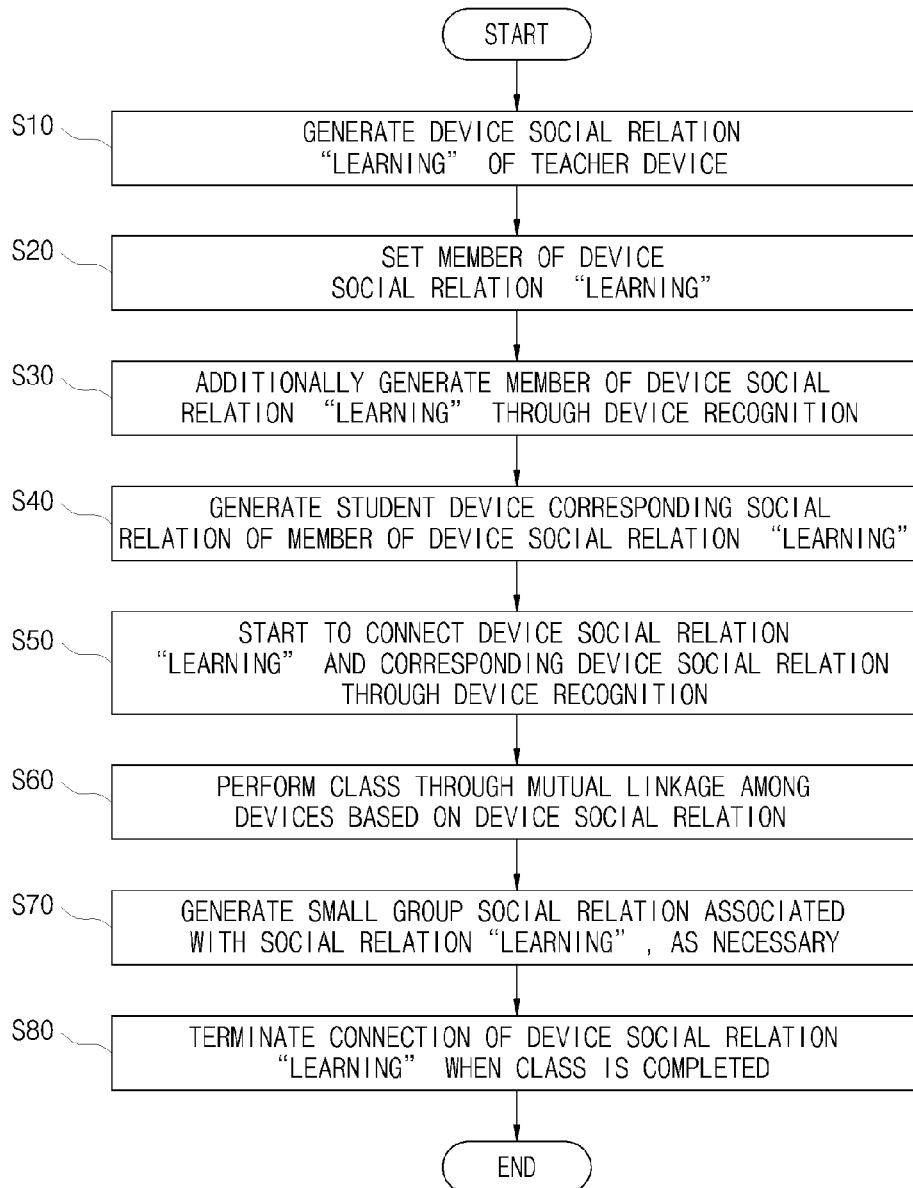 START
S10
GENERATE DEVICE SOCIAL RELATION
“LEARNING” OF TEACHER DEVICE
S20
SET MEMBER OF DEVICE
SOCIAL RELATION “LEARNING”
S30
ADDITIONALLY GENERATE MEMBER OF DEVICE SOCIAL
RELATION “LEARNING” THROUGH DEVICE RECOGNITION
S40
GENERATE STUDENT DEVICE CORRESPONDING SOCIAL
RELATION OF MEMBER OF DEVICE SOCIAL RELATION “LEARNING”
S50
START TO CONNECT DEVICE SOCIAL RELATION
“LEARNING” AND CORRESPONDING DEVICE SOCIAL RELATION
THROUGH DEVICE RECOGNITION
S60
PERFORM CLASS THROUGH MUTUAL LINKAGE AMONG
DEVICES BASED ON DEVICE SOCIAL RELATION
S70
GENERATE SMALL GROUP SOCIAL RELATION ASSOCIATED
WITH SOCIAL RELATION “LEARNING”, AS NECESSARY
S80
TERMINATE CONNECTION OF DEVICE SOCIAL RELATION
“LEARNING” WHEN CLASS IS COMPLETED
END